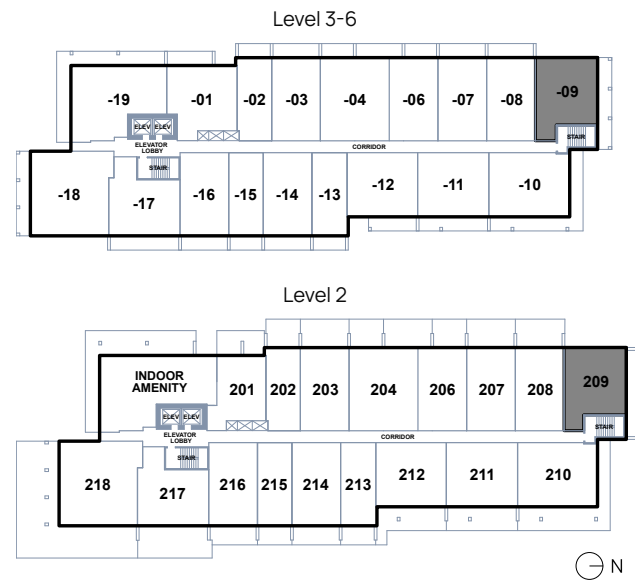 Level 3-6
-19 -01 -02 -03 -04 -06 -07 -08 -09
ELEV ELEV
ELEVATOR
LOBBY
CORRIDOR
STAIR
STAIR
-18 -17 -16 -15 -14 -13 -12 -11 -10
Level 2
INDOOR
AMENITY
201 202 203 204 206 207 208 209
ELEV ELEV
ELEVATOR
LOBBY
CORRIDOR
STAIR
STAIR
218 217 216 215 214 213 212 211 210
N